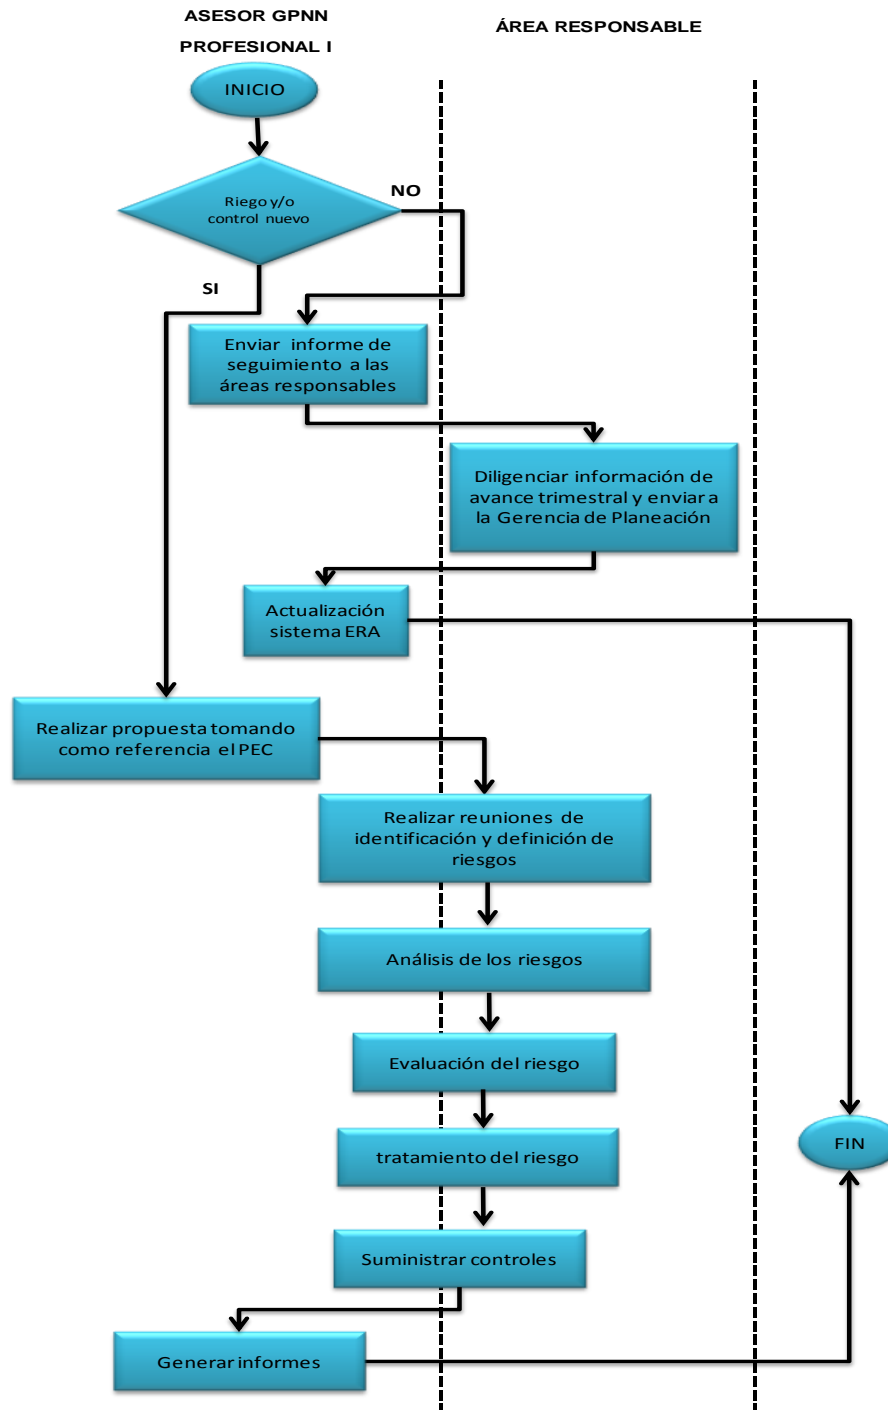 ASESOR GPNN
PROFESIONAL I
ÁREA RESPONSABLE
INICIO
Riego y/o
control nuevo
NO
SI
Enviar informe de
seguimiento a las
áreas responsables
Diligenciar información de
avance trimestral y enviar a
la Gerencia de Planeación
Actualización
sistema ERA
Realizar propuesta tomando
como referencia el PEC
Realizar reuniones de
identificación y definición de
riesgos
Análisis de los riesgos
Evaluación del riesgo
tratamiento del riesgo
FIN
Suministrar controles
Generar informes